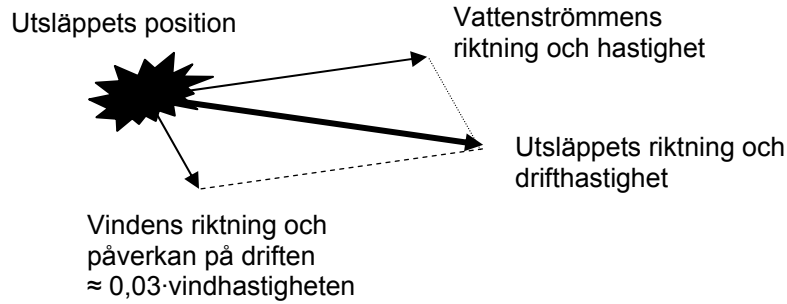 Utsläppets position
Vattenströmmens
riktning och hastighet
Utsläppets riktning och
drifthastighet
Vindens riktning och
påverkan på driften
≈ 0,03·vindhastigheten